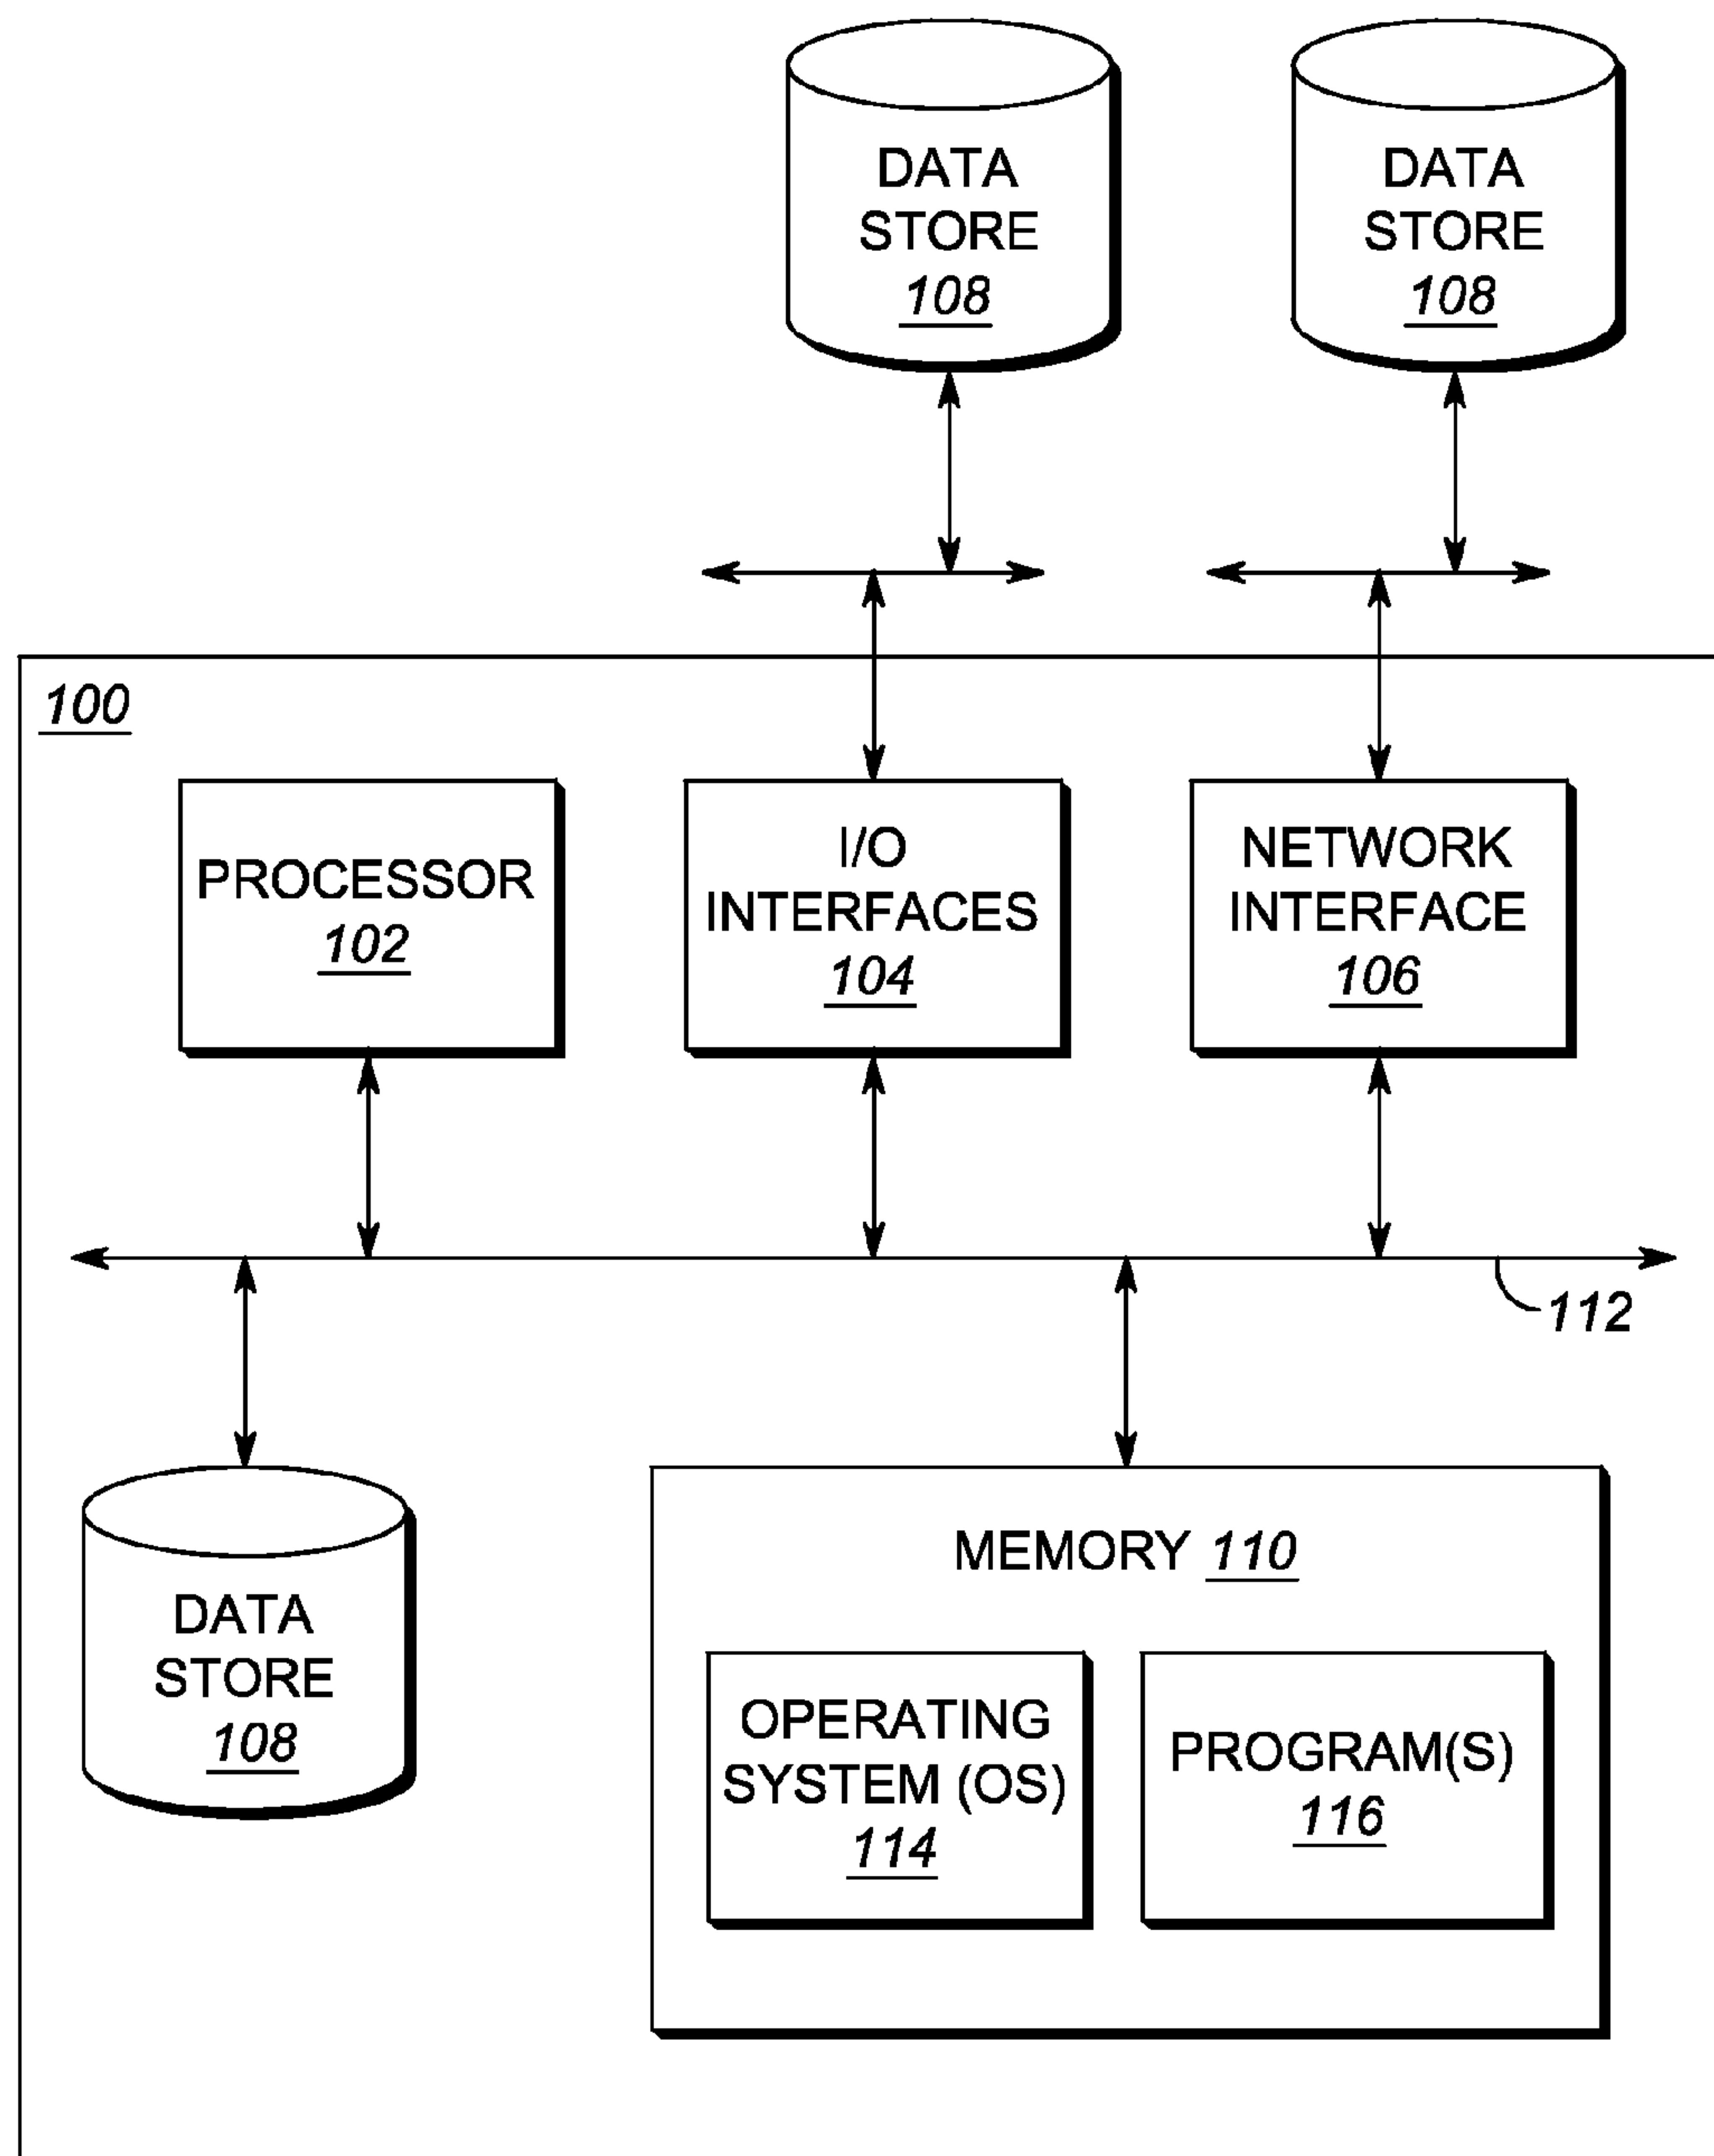 DATA
STORE
108
DATA
STORE
108
100
PROCESSOR
102
I/O
INTERFACES
104
NETWORK
INTERFACE
106
112
DATA
STORE
108
MEMORY 110
OPERATING
SYSTEM (OS)
114
PROGRAM(S)
116